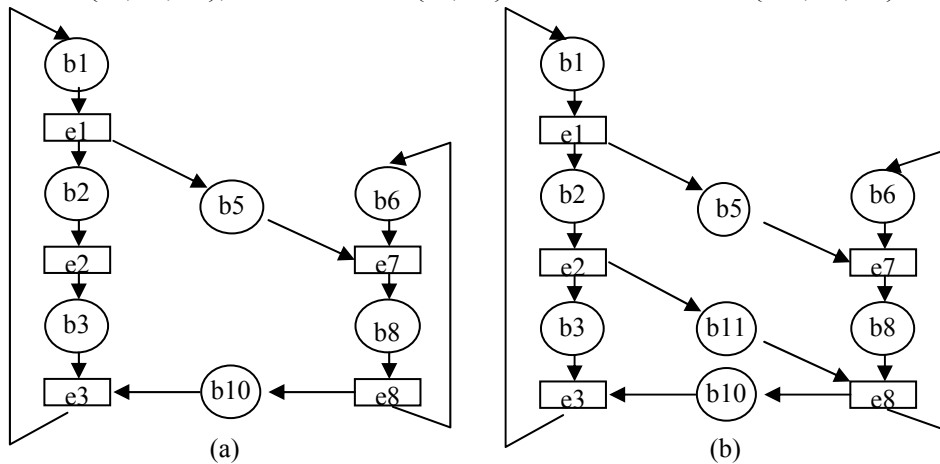 b1 b1
e1 e1
b2 b5 b6 b2 b5 b6
e2 e7 e2 e7
b3 b8 b3 b11 b8
e3 b10 e8 e3 b10 e8
(a) (b)